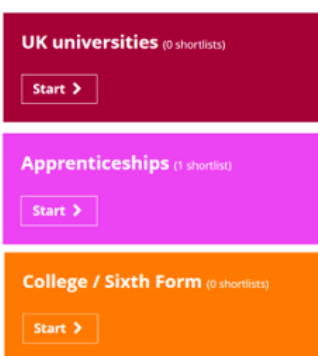 UK universities (0 shortlists)
Start
Apprenticeships (1 shortlist)
Start
College / Sixth Form (0 shortlists)
Start